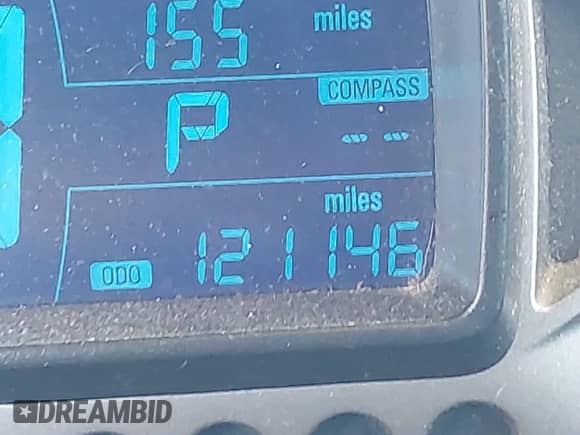 155 miles
COMPASS
P --
miles
ODO 121146
DREAMBID